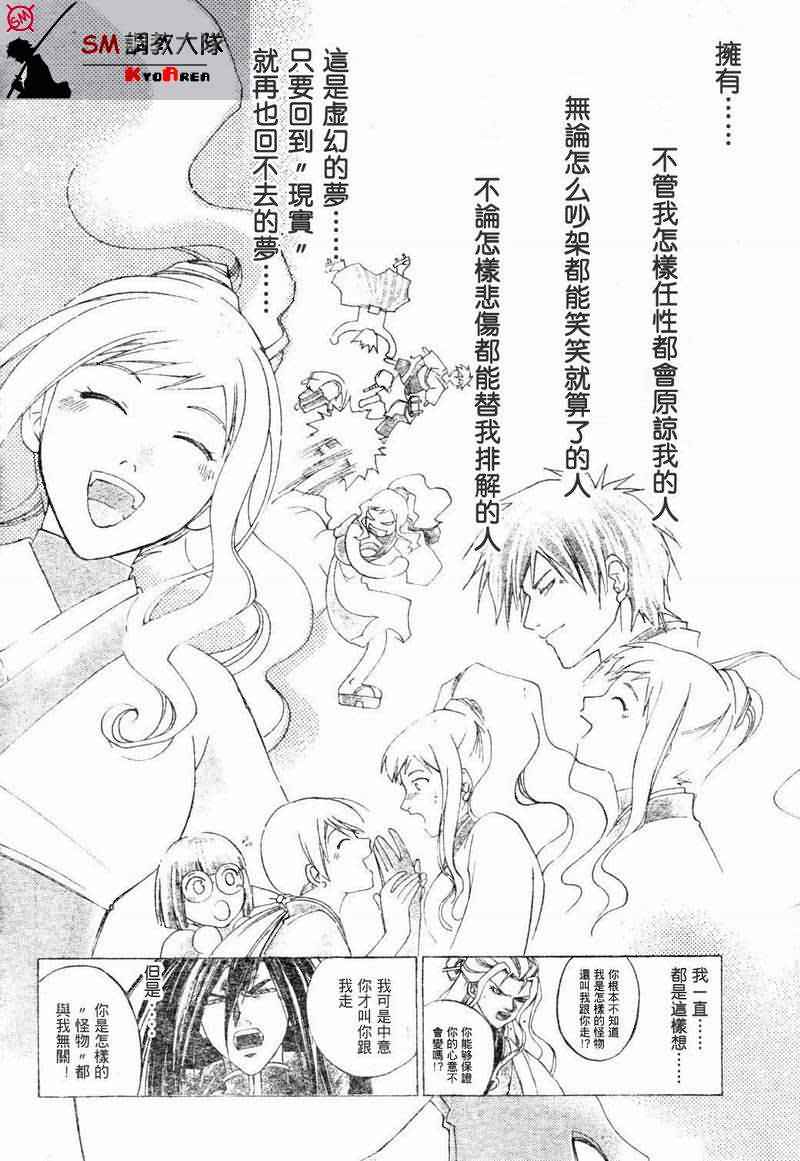 SM
SM調教大隊
KYOAREA
擁有……
不管我怎樣任性都會原諒我的人
無論怎么吵架都能笑笑就算了的人
不論怎樣悲傷都能替我排解的人
這是虛幻的夢……
只要回到〝現實〞
就再也回不去的夢……
我一直……
都是這樣想……
你根本不知道
我是怎樣的怪物
還叫我跟你走!?
你能夠保證
你的心意不
會變嗎!?
我可是中意
你才叫你跟
我走
但是……
你是怎樣的
〝怪物〞都
與我無關！